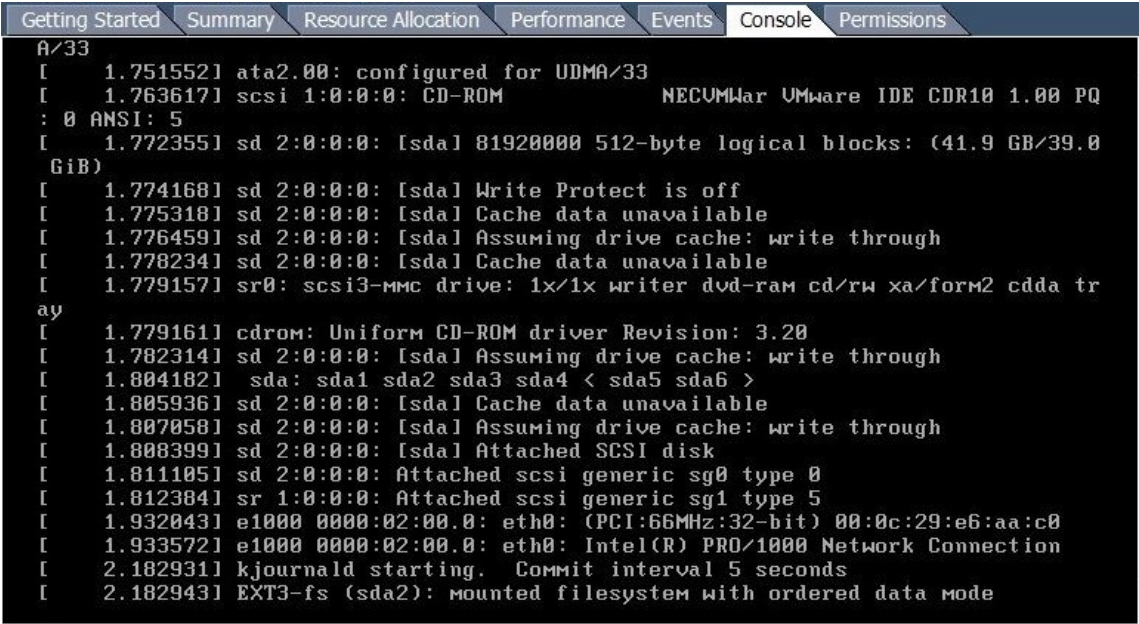 Getting Started Summary Resource Allocation Performance Events Console Permissions
A/33
[    1.751552] ata2.00: configured for UDMA/33
[    1.763617] scsi 1:0:0:0: CD-ROM            NECVMWar VMware IDE CDR10 1.00 PQ
: 0 ANSI: 5
[    1.772355] sd 2:0:0:0: [sda] 81920000 512-byte logical blocks: (41.9 GB/39.0
 GiB)
[    1.774168] sd 2:0:0:0: [sda] Write Protect is off
[    1.775318] sd 2:0:0:0: [sda] Cache data unavailable
[    1.776459] sd 2:0:0:0: [sda] Assuming drive cache: write through
[    1.778234] sd 2:0:0:0: [sda] Cache data unavailable
[    1.779157] sr0: scsi3-mmc drive: 1x/1x writer dvd-ram cd/rw xa/form2 cdda tr
ay
[    1.779161] cdrom: Uniform CD-ROM driver Revision: 3.20
[    1.782314] sd 2:0:0:0: [sda] Assuming drive cache: write through
[    1.804182]  sda: sda1 sda2 sda3 sda4 < sda5 sda6 >
[    1.805936] sd 2:0:0:0: [sda] Cache data unavailable
[    1.807058] sd 2:0:0:0: [sda] Assuming drive cache: write through
[    1.808399] sd 2:0:0:0: [sda] Attached SCSI disk
[    1.811105] sd 2:0:0:0: Attached scsi generic sg0 type 0
[    1.812384] sr 1:0:0:0: Attached scsi generic sg1 type 5
[    1.932043] e1000 0000:02:00.0: eth0: (PCI:66MHz:32-bit) 00:0c:29:e6:aa:c0
[    1.933572] e1000 0000:02:00.0: eth0: Intel(R) PRO/1000 Network Connection
[    2.182931] kjournald starting.  Commit interval 5 seconds
[    2.182943] EXT3-fs (sda2): mounted filesystem with ordered data mode